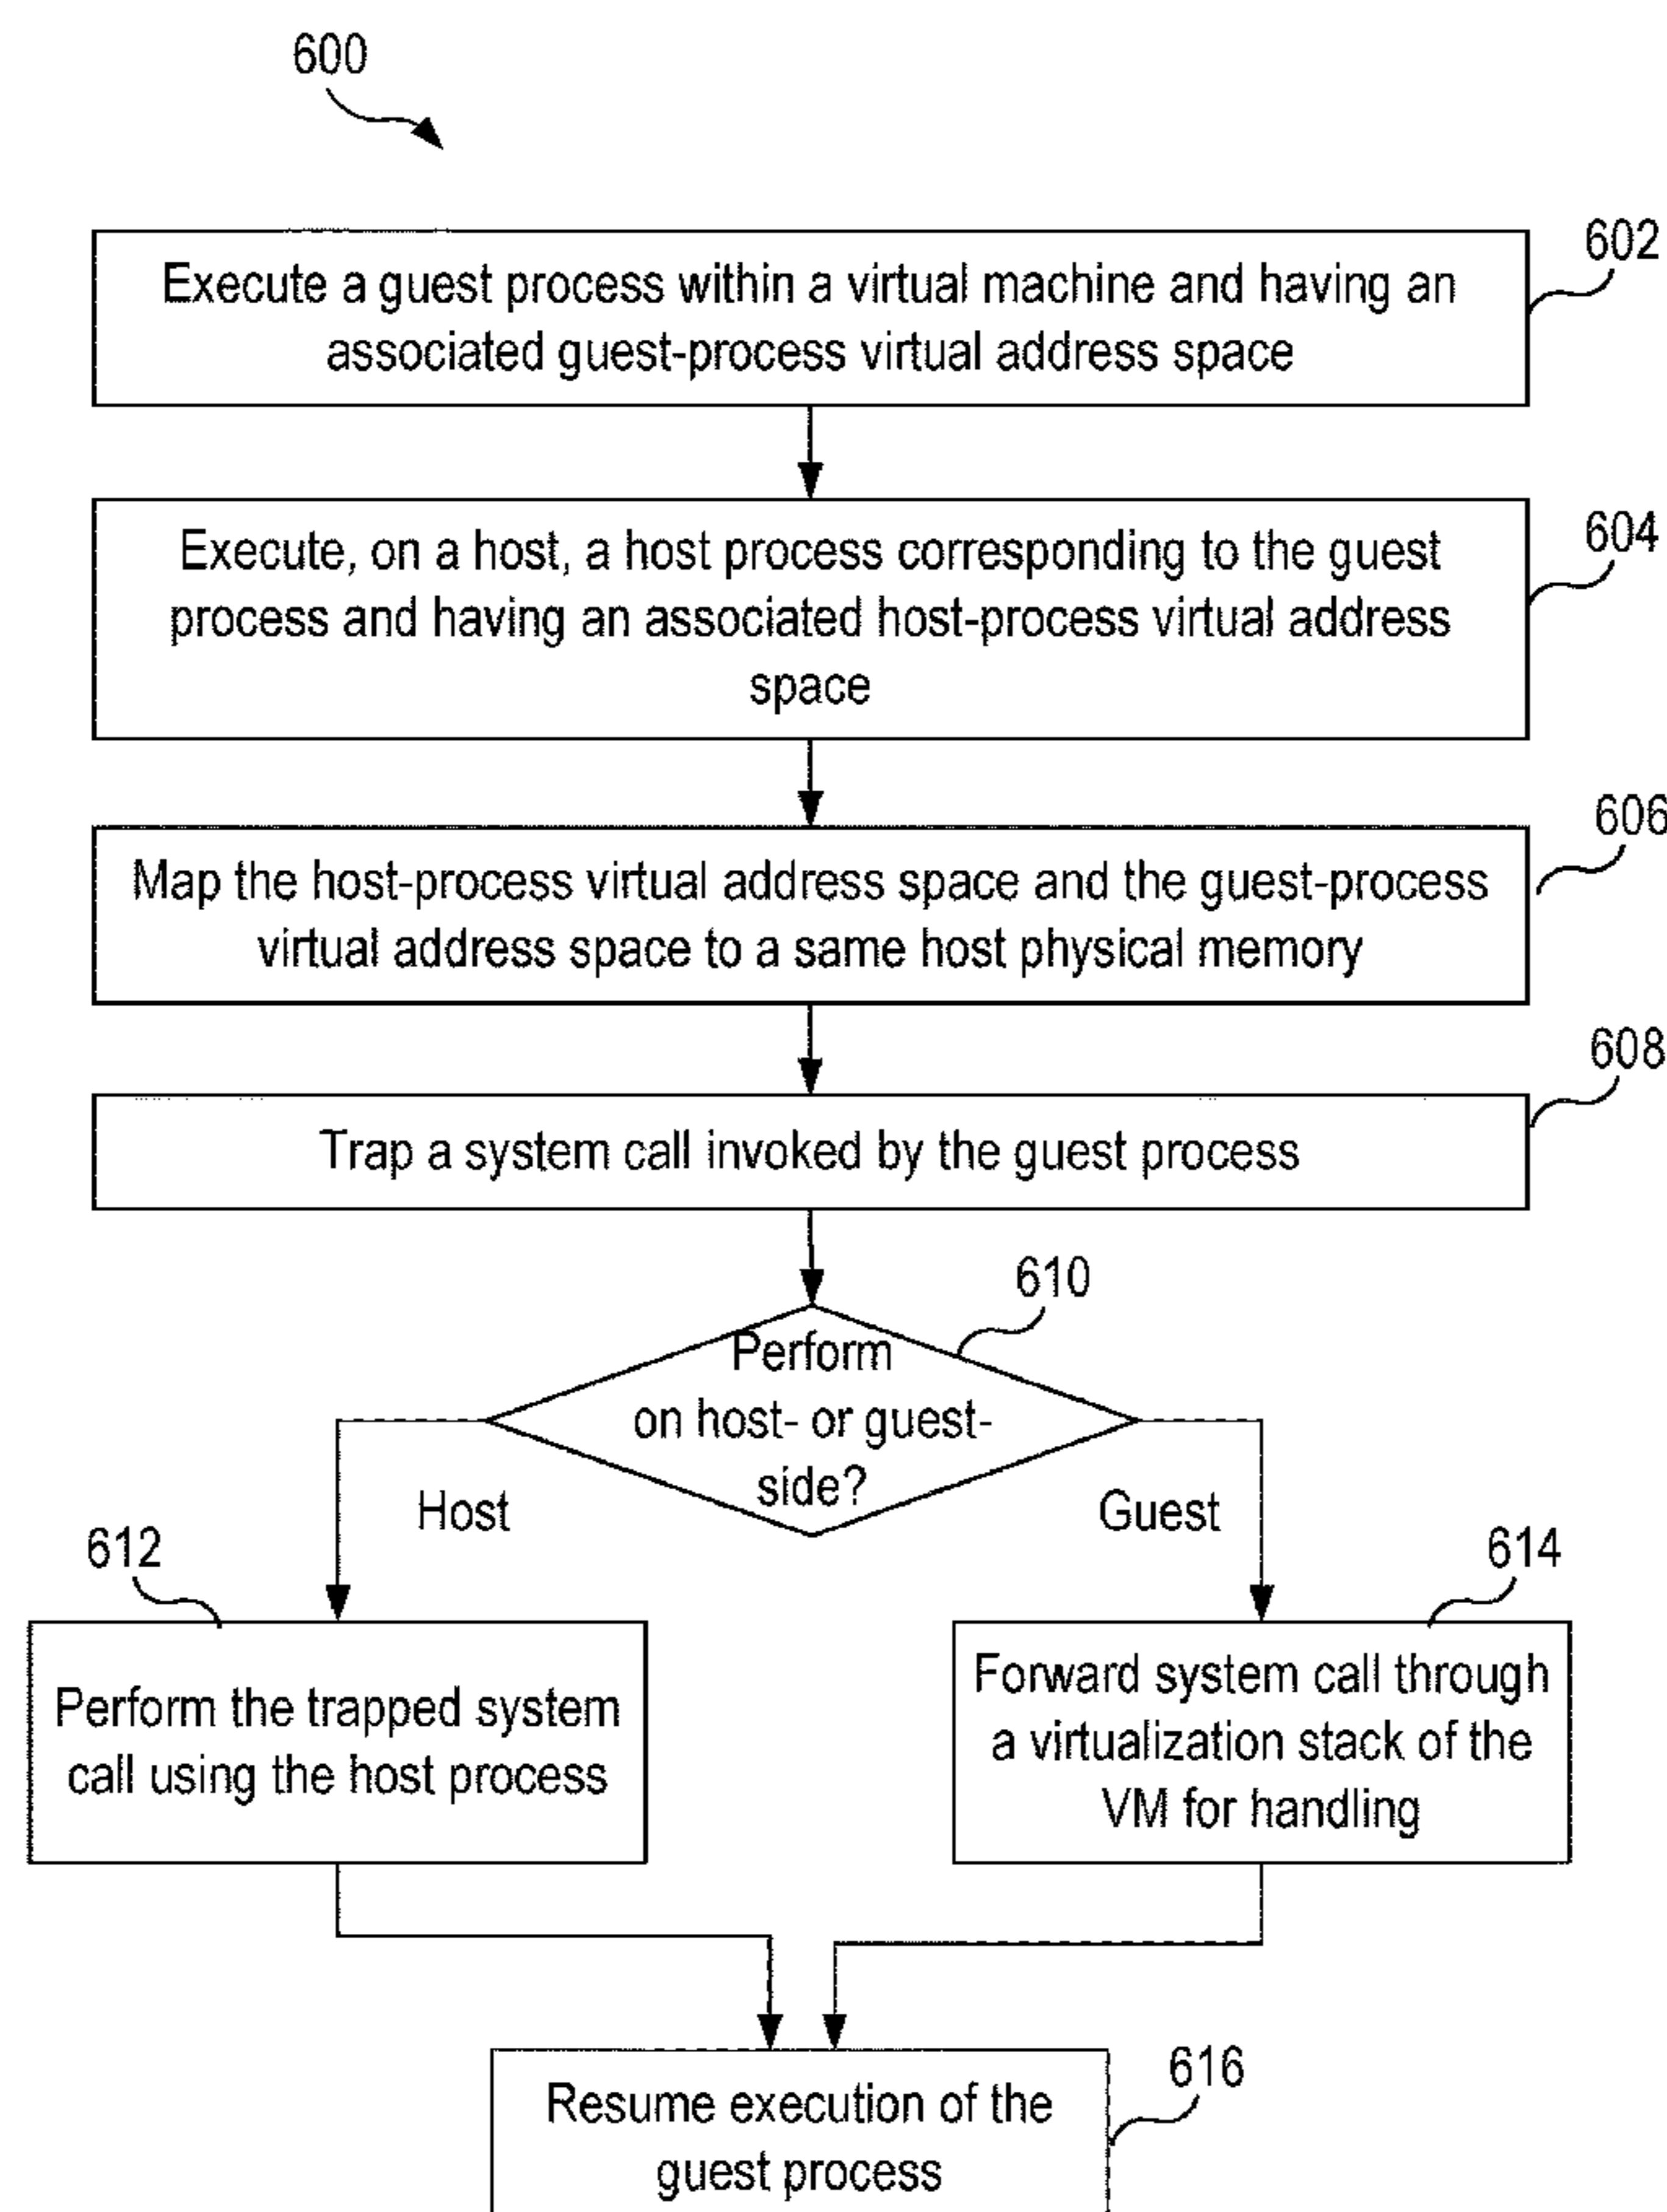 600
602
Execute a guest process within a virtual machine and having an
associated guest-process virtual address space
604
Execute, on a host, a host process corresponding to the guest
process and having an associated host-process virtual address
space
606
Map the host-process virtual address space and the guest-process
virtual address space to a same host physical memory
608
Trap a system call invoked by the guest process
610
Perform
on host- or guest-
side?
Host
Guest
612
614
Perform the trapped system
call using the host process
Forward system call through
a virtualization stack of the
VM for handling
616
Resume execution of the
guest process